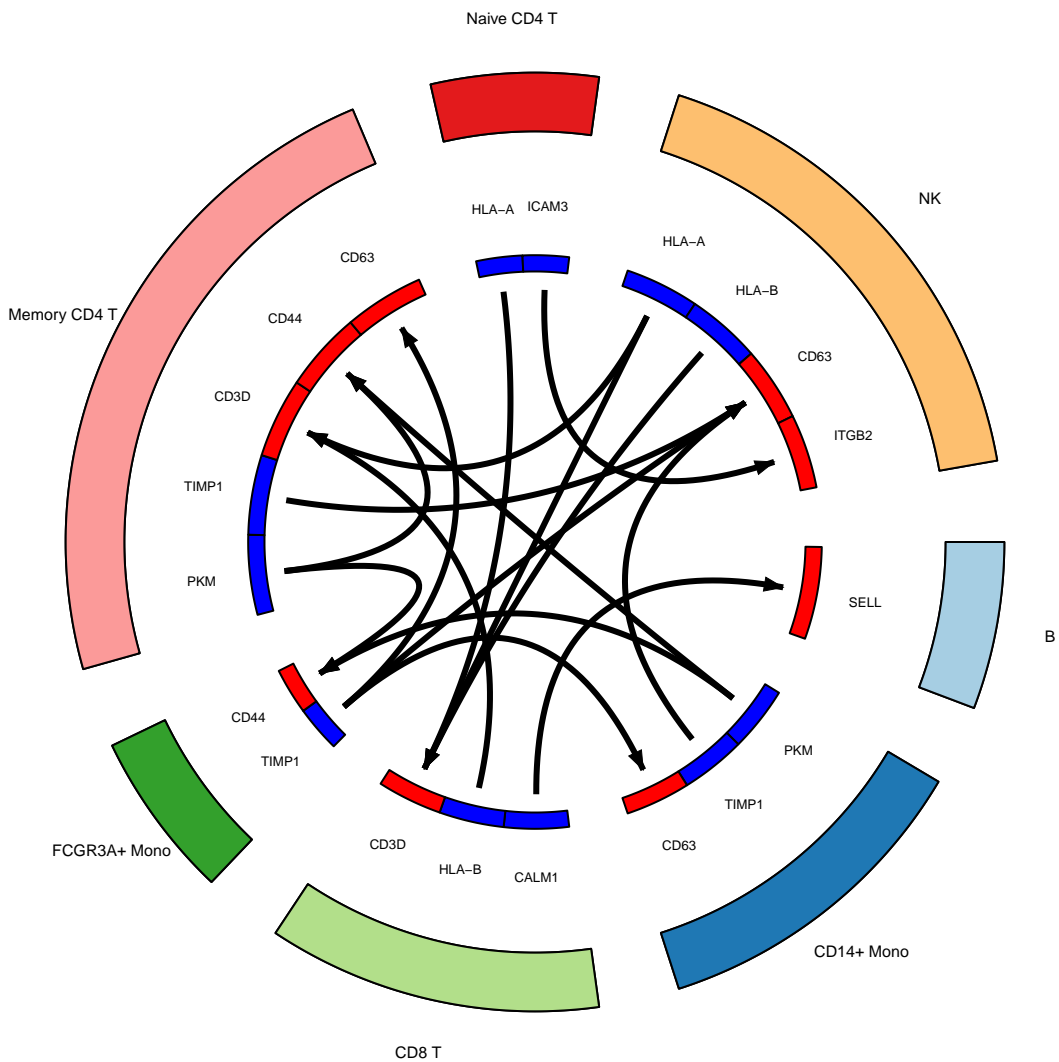 Naive CD4 T
NK
HLA−A
ICAM3
HLA−A
CD63
HLA−B
Memory CD4 T
CD44
CD63
CD3D
ITGB2
TIMP1
PKM
SELL
B
CD44
TIMP1
PKM
TIMP1
CD3D
CD63
FCGR3A+ Mono
HLA−B
CALM1
CD14+ Mono
CD8 T